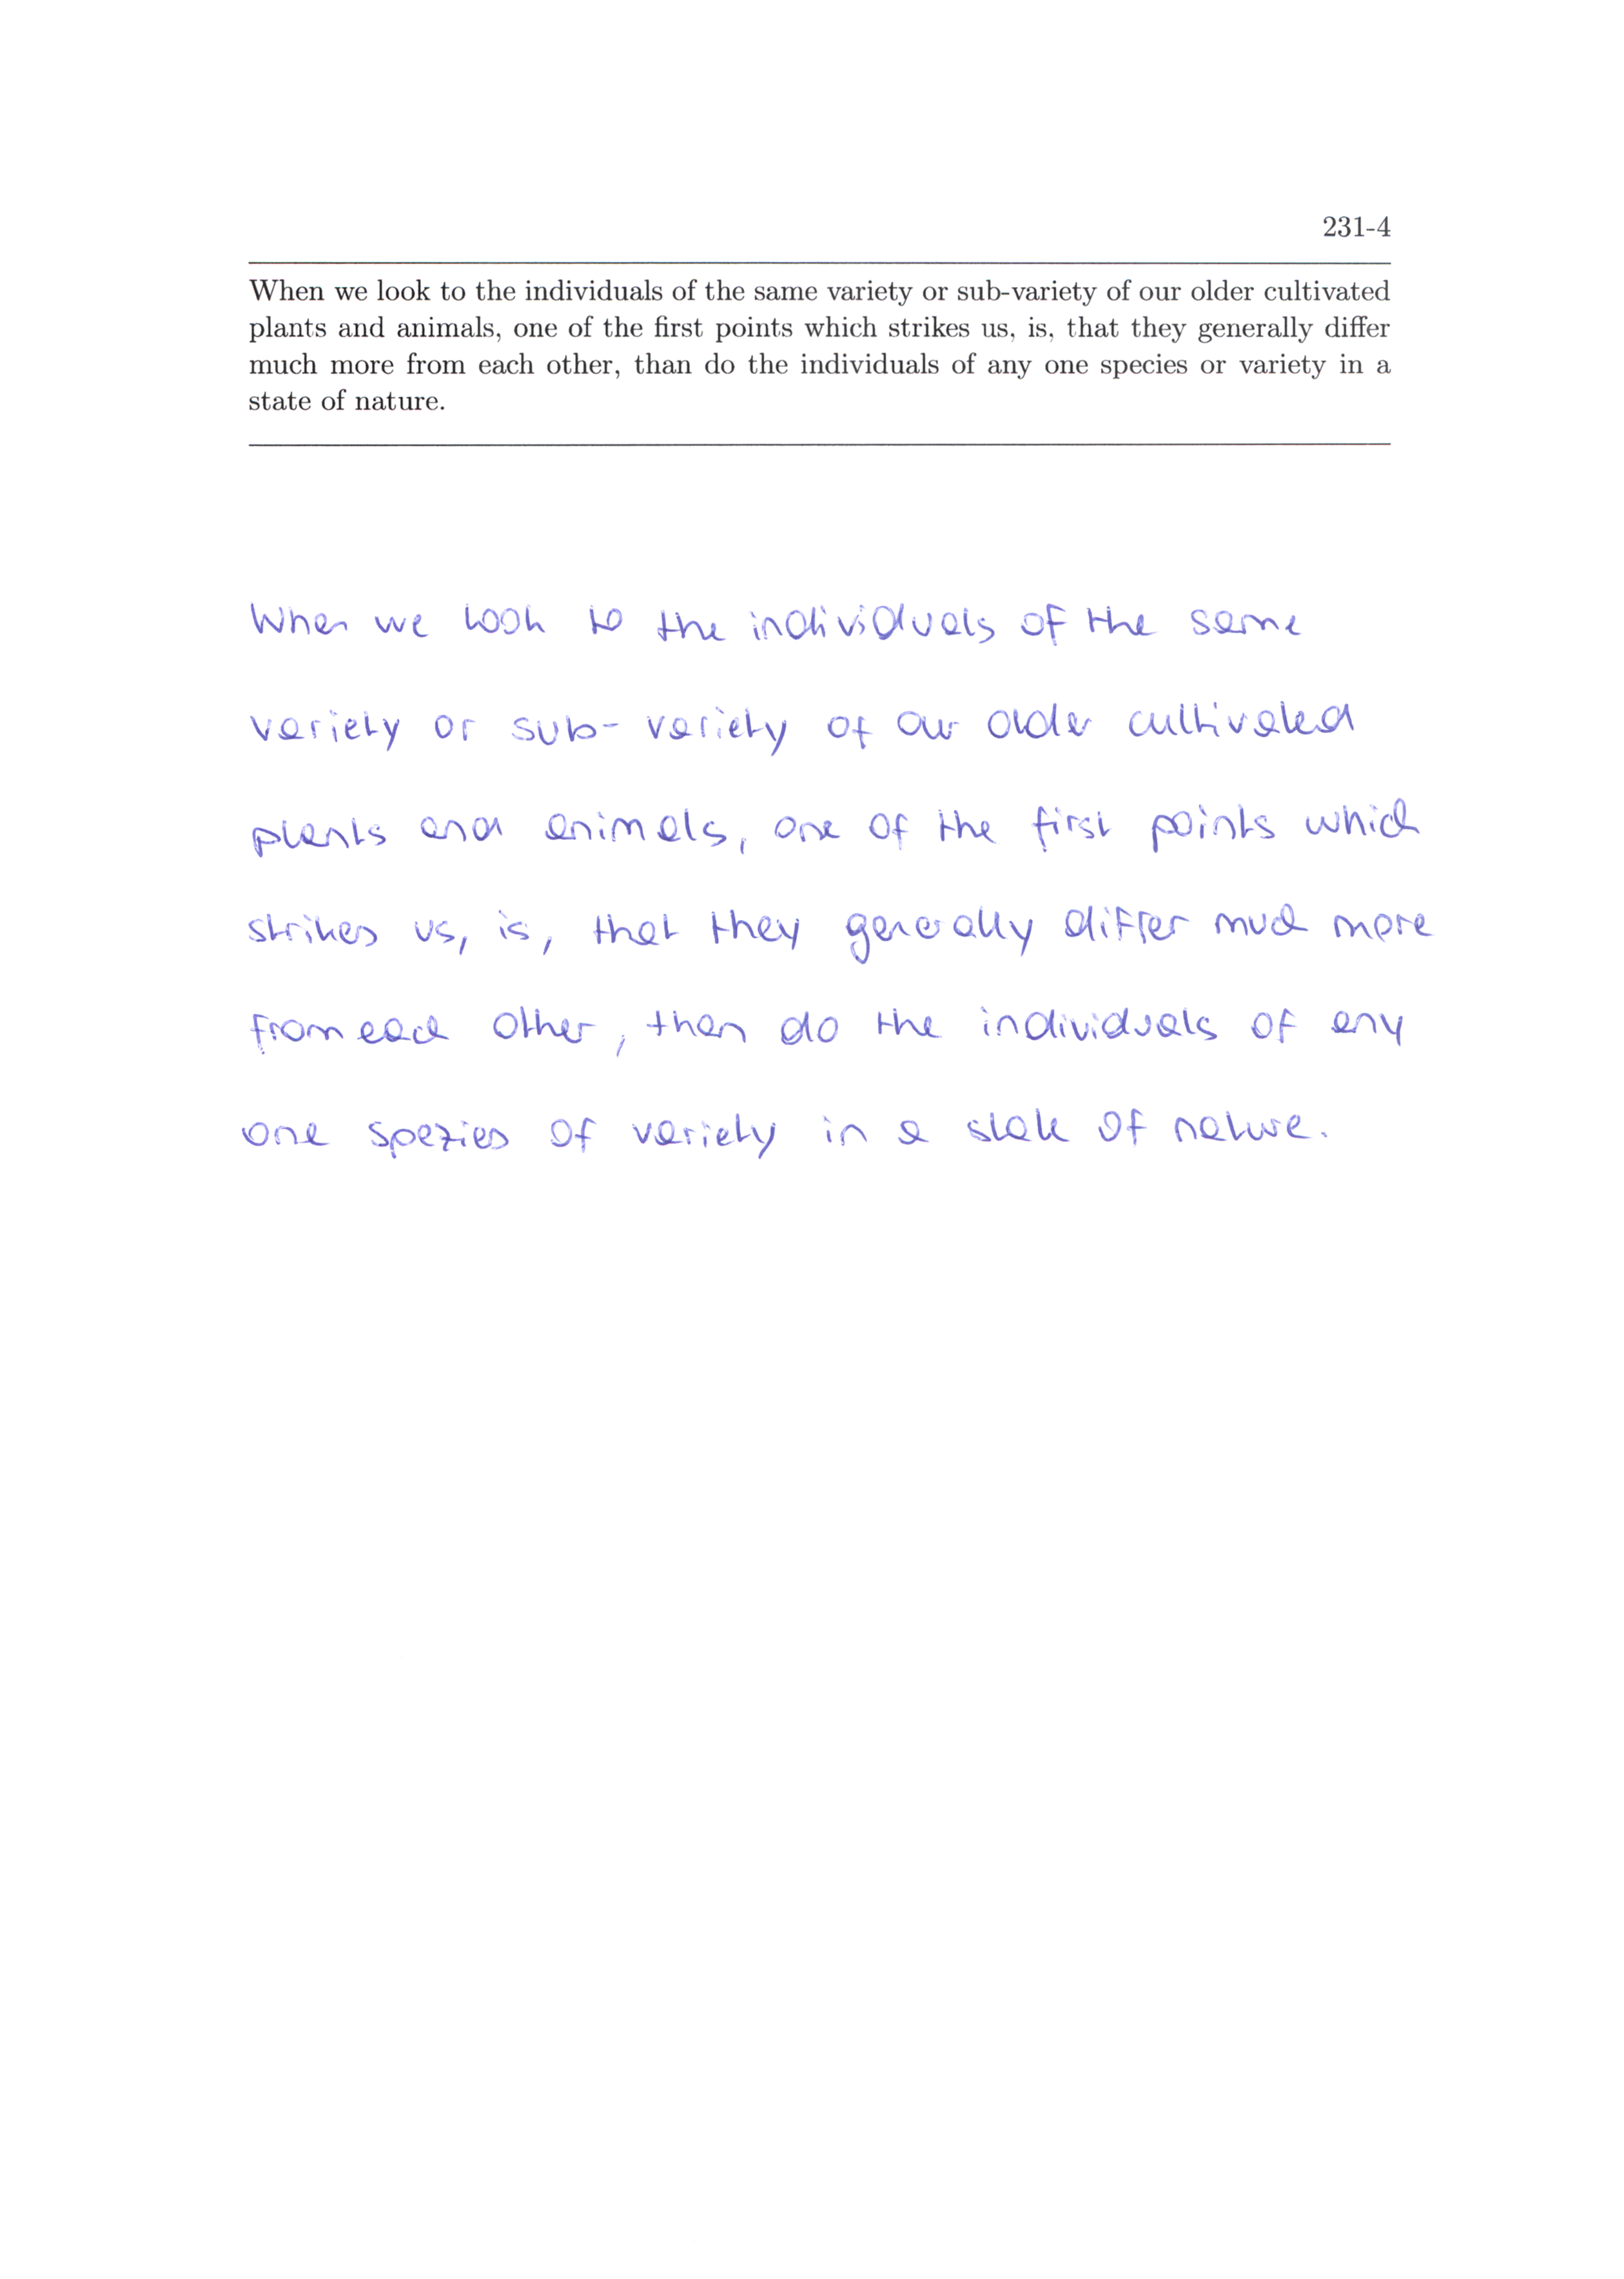 231-4
When we look to the individuals of the same variety or sub-variety of our older cultivated
plants and animals, one of the first points which strikes us, is, that they generally differ
much more from each other, than do the individuals of any one species or variety in a
state of nature.
When we look to the individuals of the same
variety or sub-variety of our older cultivated
plants and animals, one of the first points which
strikes us, is, that they generally differ much more
from each other, then do the individuals of any
one spezies of variety in a state of nature.